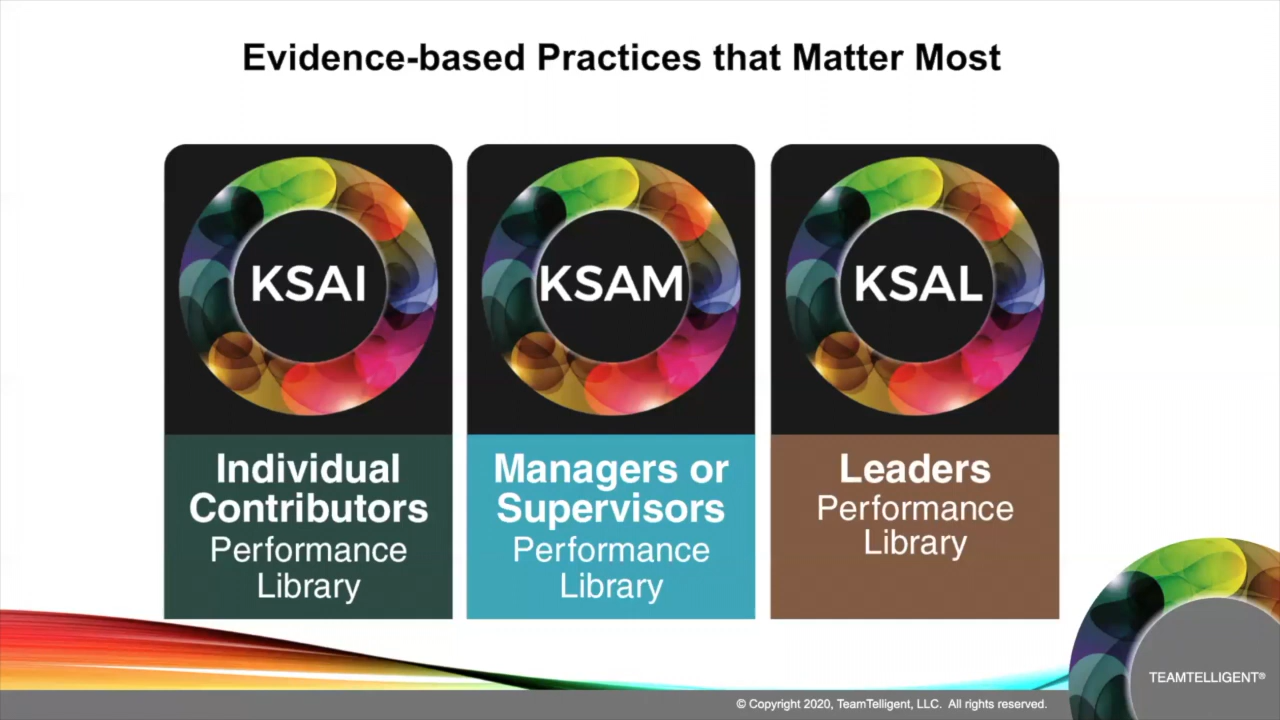 Evidence-based Practices that Matter Most
KSAI
Individual
Contributors
Performance
Library
KSAM
Managers or
Supervisors
Performance
Library
KSAL
Leaders
Performance
Library
TEAMTELLIGENT®
© Copyright 2020, TeamTelligent, LLC.  All rights reserved.